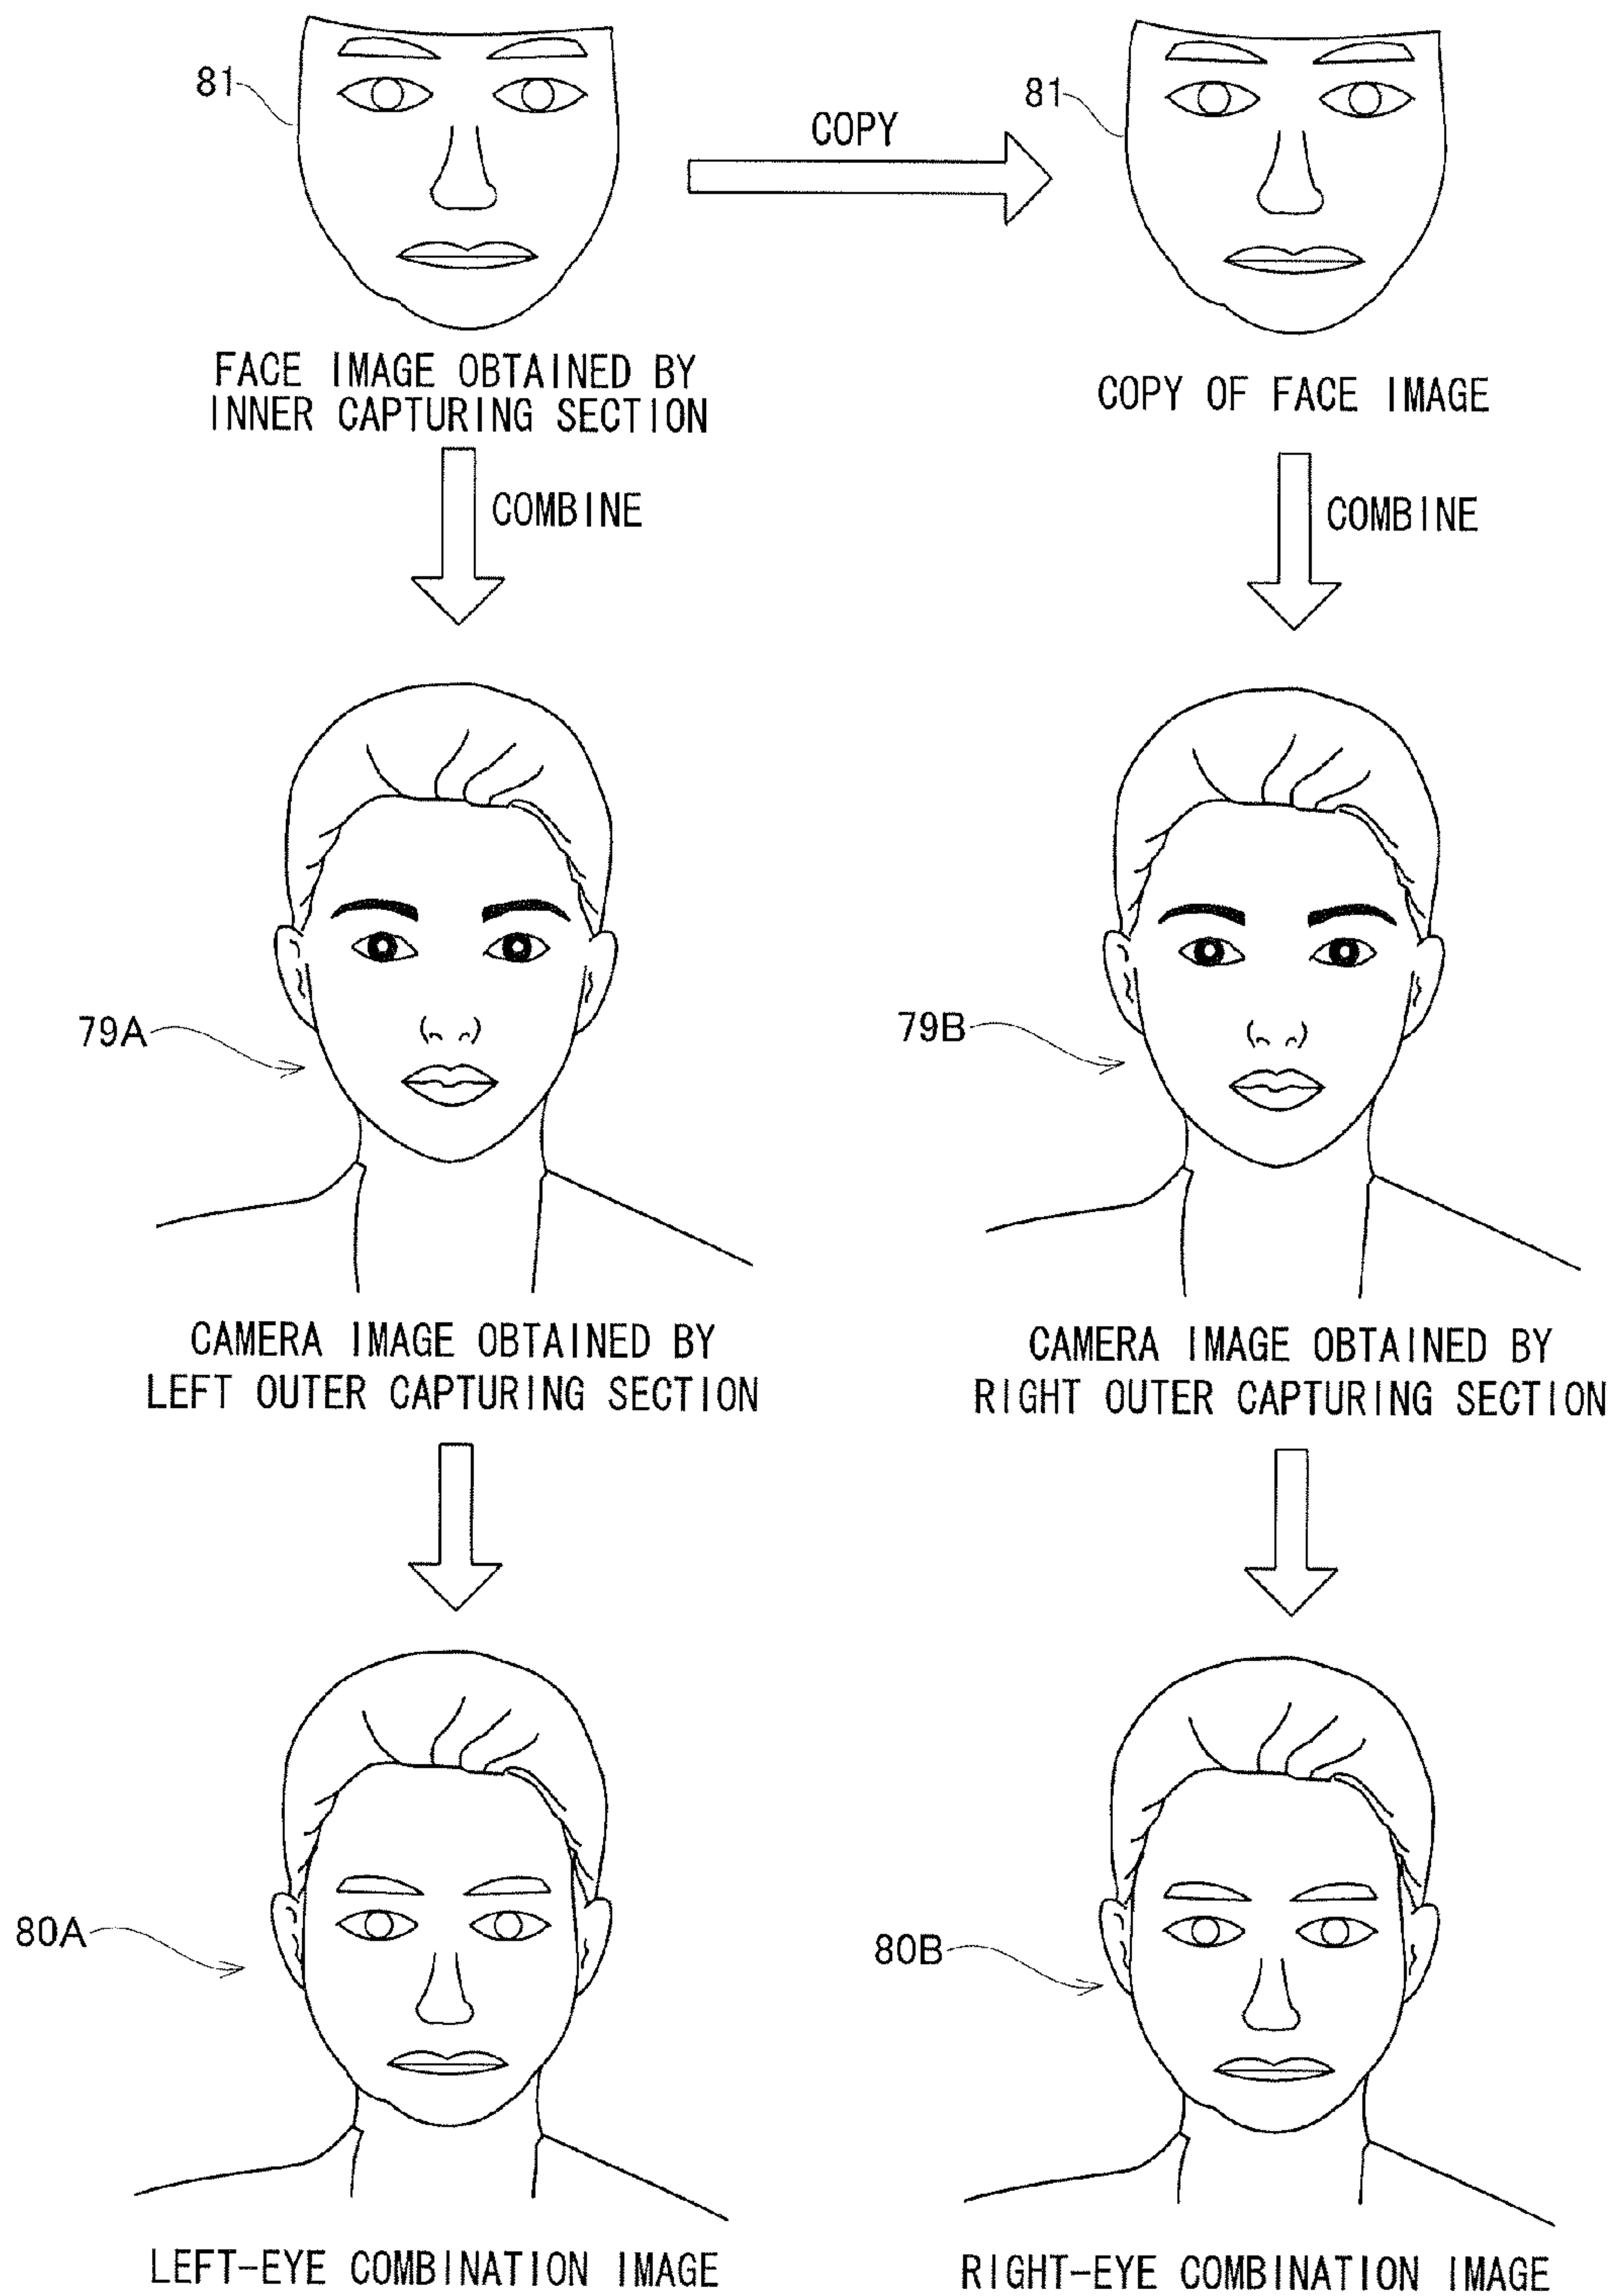 81
COPY
81
FACE IMAGE OBTAINED BY
INNER CAPTURING SECTION
COPY OF FACE IMAGE
COMBINE
COMBINE
79A
79B
CAMERA IMAGE OBTAINED BY
LEFT OUTER CAPTURING SECTION
CAMERA IMAGE OBTAINED BY
RIGHT OUTER CAPTURING SECTION
80A
80B
LEFT-EYE COMBINATION IMAGE
RIGHT-EYE COMBINATION IMAGE